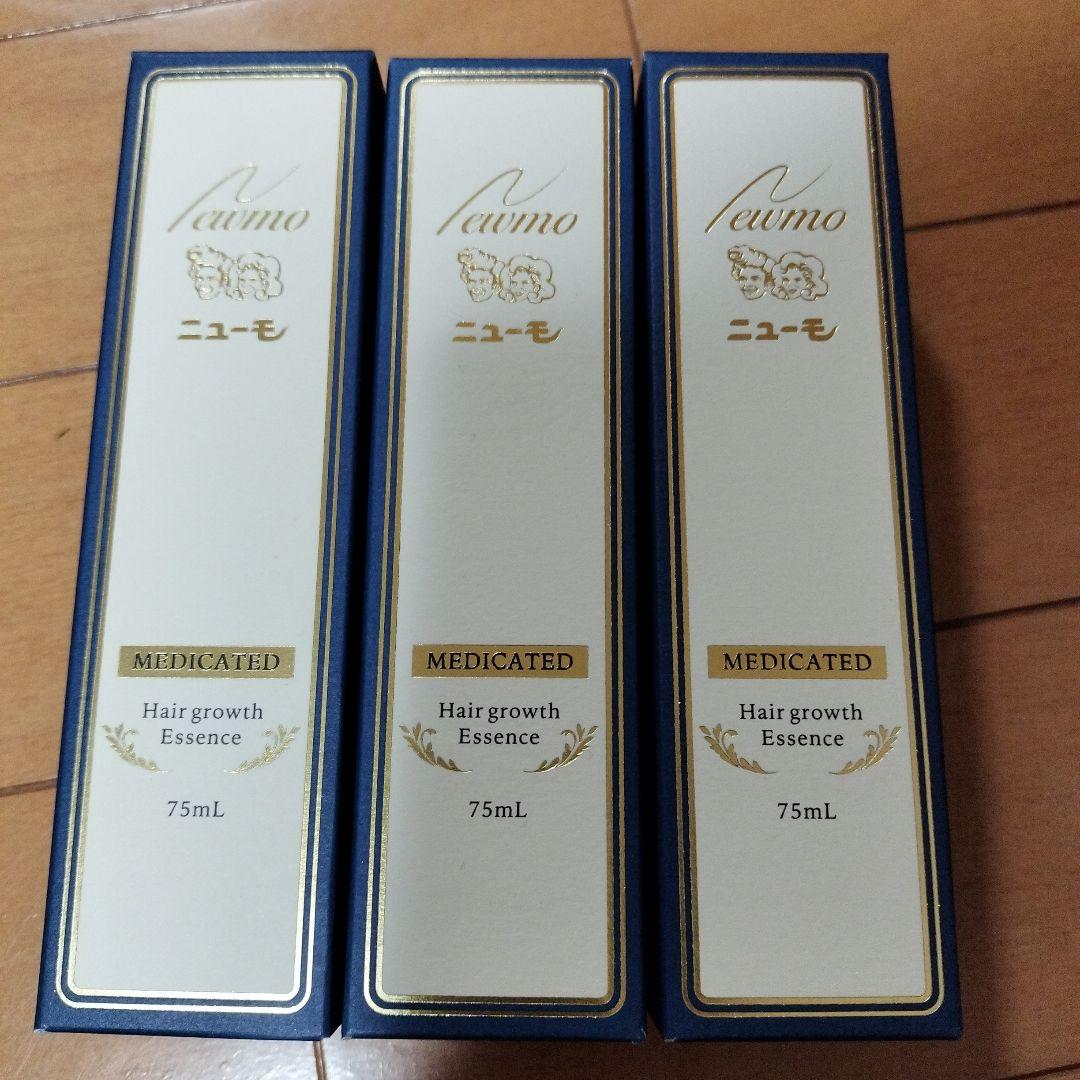 Newmo
ニューモ
MEDICATED
Hair growth
Essence
75mL
Newmo
ニューモ
MEDICATED
Hair growth
Essence
75mL
Newmo
ニューモ
MEDICATED
Hair growth
Essence
75mL